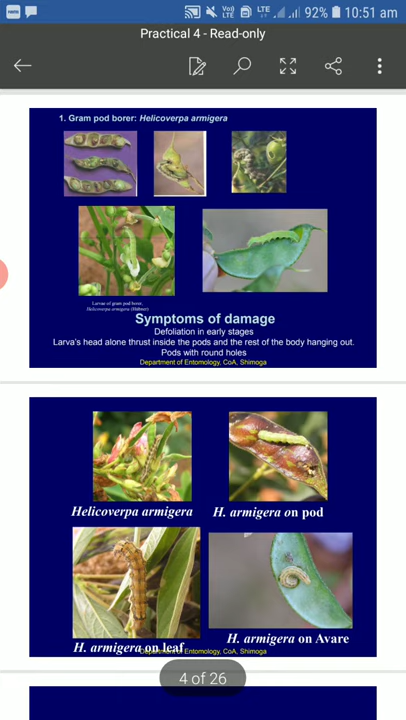 92% 10:51 am
Practical 4 - Read-only
1. Gram pod borer: Helicoverpa armigera
Larvae of gram pod borer,
Helicoverpa armigera (Hübner)
Symptoms of damage
Defoliation in early stages
Larva's head alone thrust inside the pods and the rest of the body hanging out.
Pods with round holes
Department of Entomology, CoA, Shimoga
Helicoverpa armigera
H. armigera on pod
H. armigera on leaf
H. armigera on Avare
Department of Entomology, CoA, Shimoga
4 of 26